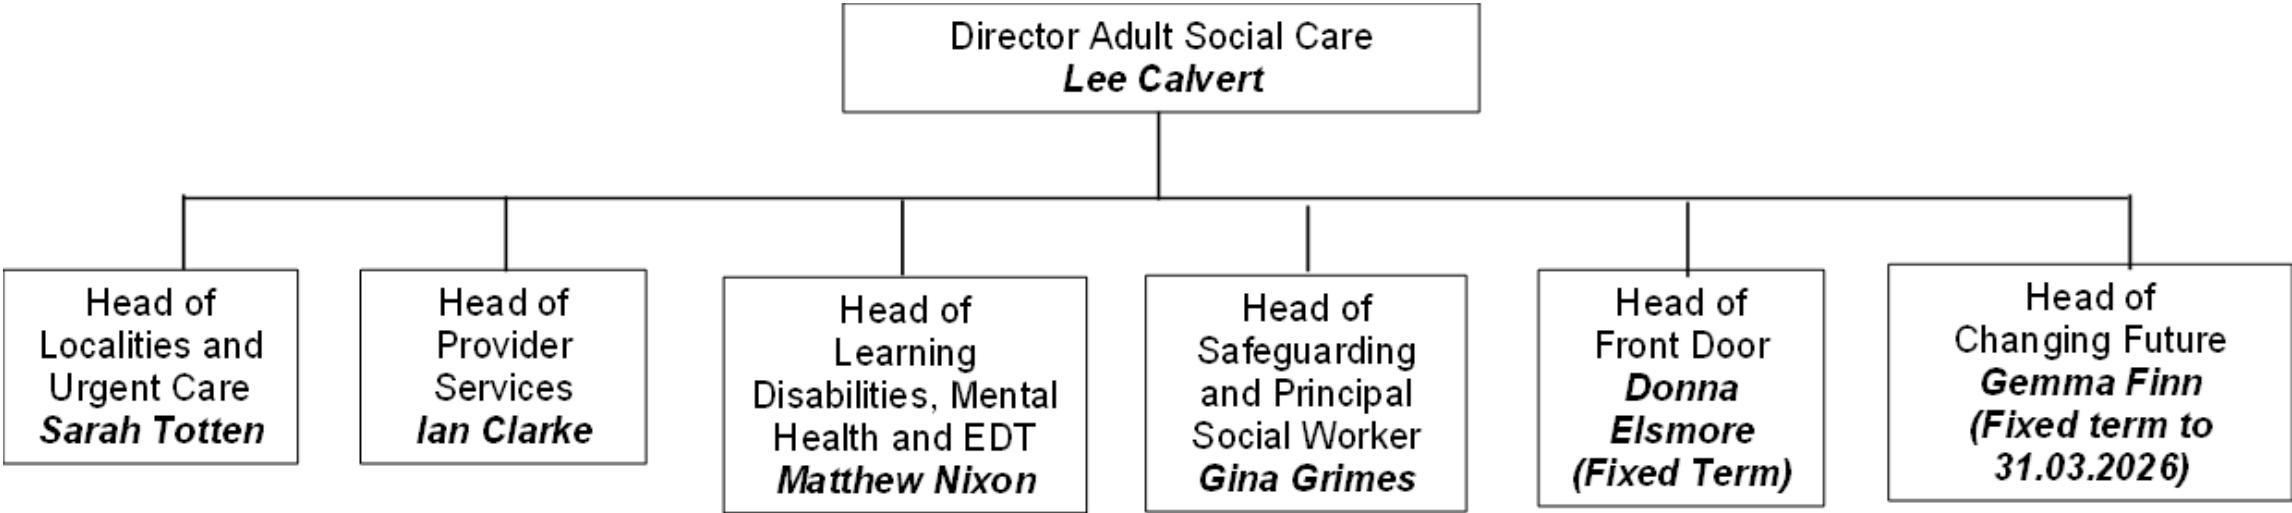 Director Adult Social Care
Lee Calvert
Head of
Localities and
Urgent Care
Sarah Totten
Head of
Provider
Services
Ian Clarke
Head of
Learning
Disabilities, Mental
Health and EDT
Matthew Nixon
Head of
Safeguarding
and Principal
Social Worker
Gina Grimes
Head of
Front Door
Donna
Elsmore
(Fixed Term)
Head of
Changing Future
Gemma Finn
(Fixed term to
31.03.2026)